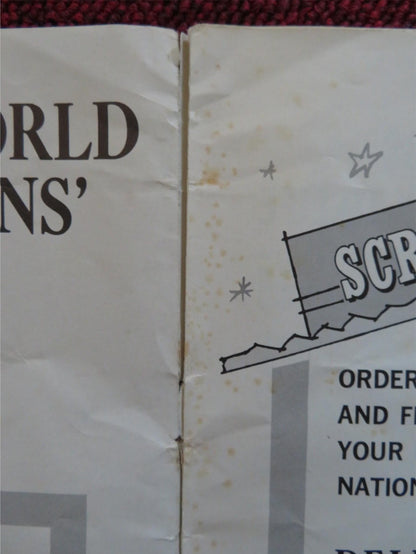 ORLD
NS'
SCR
ORDER
AND F
YOUR
NATION